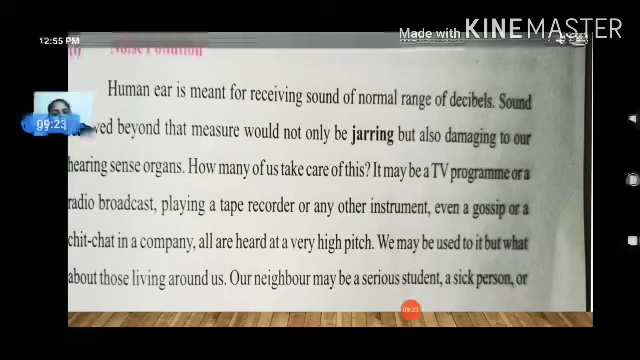 Made with KINEMASTER
12:55 PM
(i) Noise Pollution
Human ear is meant for receiving sound of normal range of decibels. Sound
beyond that measure would not only be jarring but also damaging to our
09:23
hearing sense organs. How many of us take care of this? It may be a TV programme or a
radio broadcast, playing a tape recorder or any other instrument, even a gossip or a
chit-chat in a company, all are heard at a very high pitch. We may be used to it but what
about those living around us. Our neighbour may be a serious student, a sick person, or
09:23